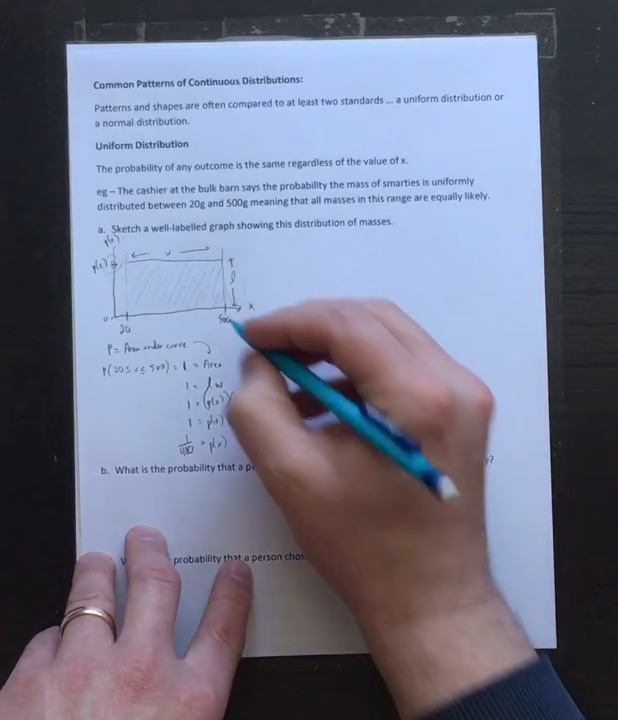 Common Patterns of Continuous Distributions:
Patterns and shapes are often compared to at least two standards ... a uniform distribution or
a normal distribution.
Uniform Distribution
The probability of any outcome is the same regardless of the value of x.
eg – The cashier at the bulk barn says the probability the mass of smarties is uniformly
distributed between 20g and 500g meaning that all masses in this range are equally likely.
a. Sketch a well-labelled graph showing this distribution of masses.
p(x)
w
p(x)
l
x
0
20
500
P = Area under curve
P(20 ≤ x ≤ 500) = 1 = Area
1 = lw
1 = (p(x))
1 = p(x)
1/480 = p(x)
b. What is the probability that a pe
probability that a person chos